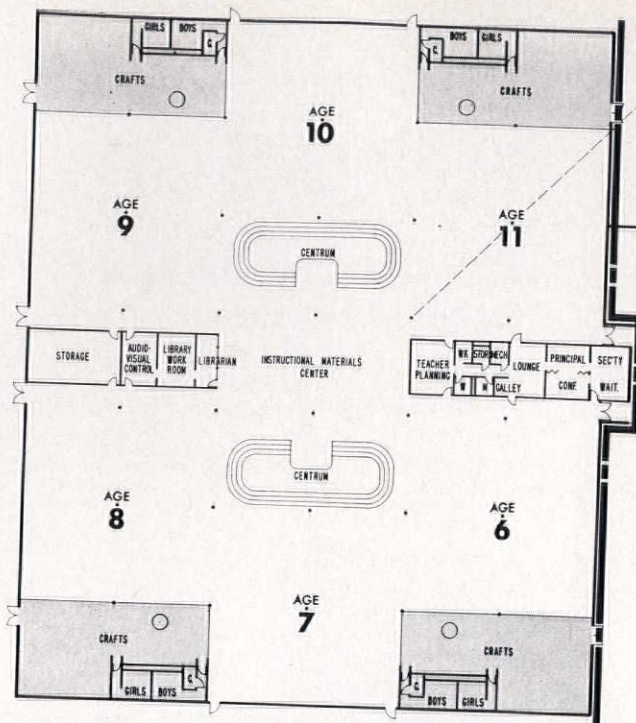 GIRLS BOYS
C.
CRAFTS
BOYS GIRLS
C.
CRAFTS
AGE
10
AGE
9
AGE
11
CENTRUM
STORAGE
AUDIO-
VISUAL
CONTROL
LIBRARY
WORK
ROOM
LIBRARIAN
INSTRUCTIONAL MATERIALS
CENTER
TEACHER
PLANNING
WK
STOR
MECH
W
M
GALLEY
LOUNGE
PRINCIPAL
CONF.
SEC'TY
WAIT.
CENTRUM
AGE
8
AGE
6
AGE
7
CRAFTS
GIRLS BOYS
C.
CRAFTS
C.
BOYS GIRLS